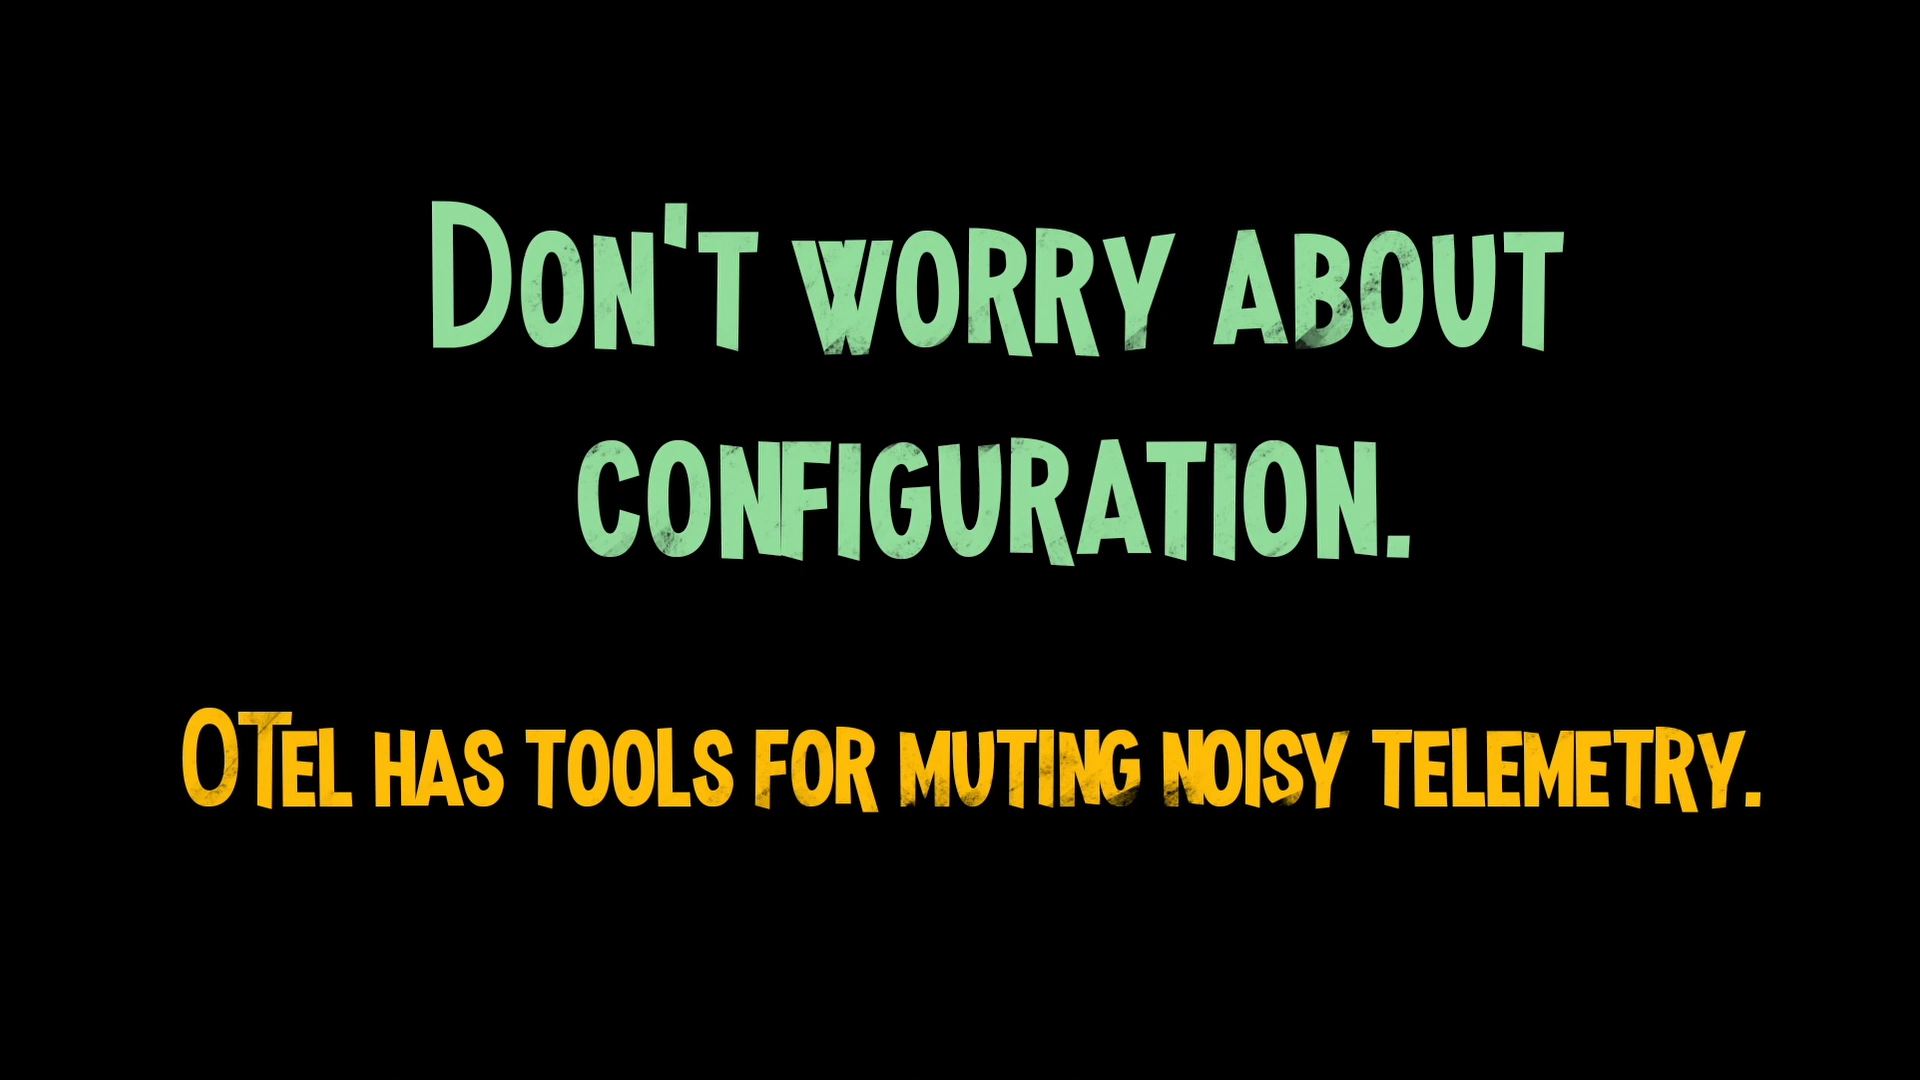 Don't worry about
configuration.
OTel has tools for muting noisy telemetry.